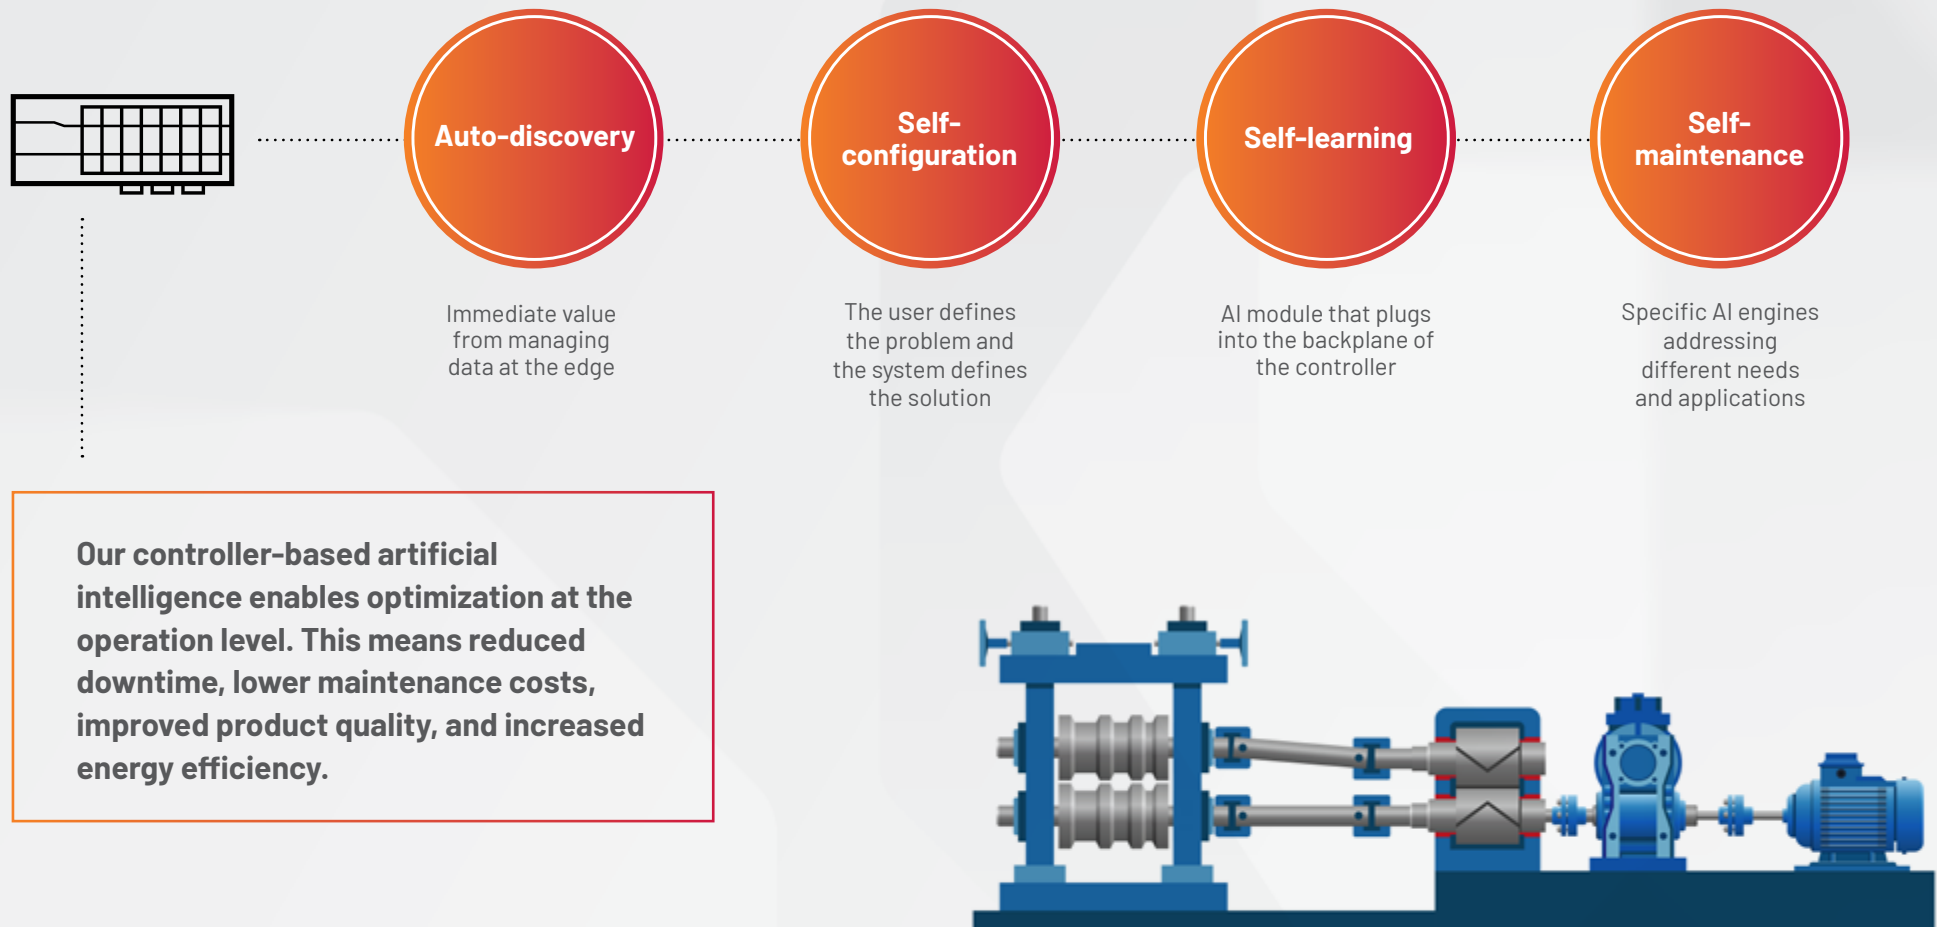 Auto-discovery
Immediate value
from managing
data at the edge
Self-
configuration
The user defines
the problem and
the system defines
the solution
Self-learning
AI module that plugs
into the backplane of
the controller
Self-
maintenance
Specific AI engines
addressing
different needs
and applications
Our controller-based artificial
intelligence enables optimization at the
operation level. This means reduced
downtime, lower maintenance costs,
improved product quality, and increased
energy efficiency.